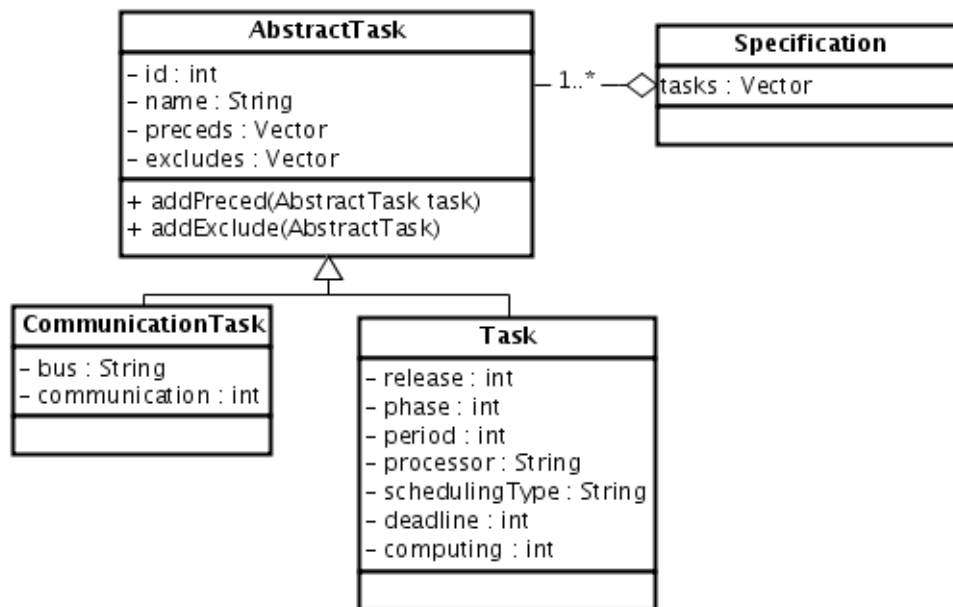 AbstractTask
– id : int
– name : String
– preceds : Vector
– excludes : Vector
+ addPreced(AbstractTask task)
+ addExclude(AbstractTask)
1..*
Specification
tasks : Vector
CommunicationTask
– bus : String
– communication : int
Task
– release : int
– phase : int
– period : int
– processor : String
– schedulingType : String
– deadline : int
– computing : int